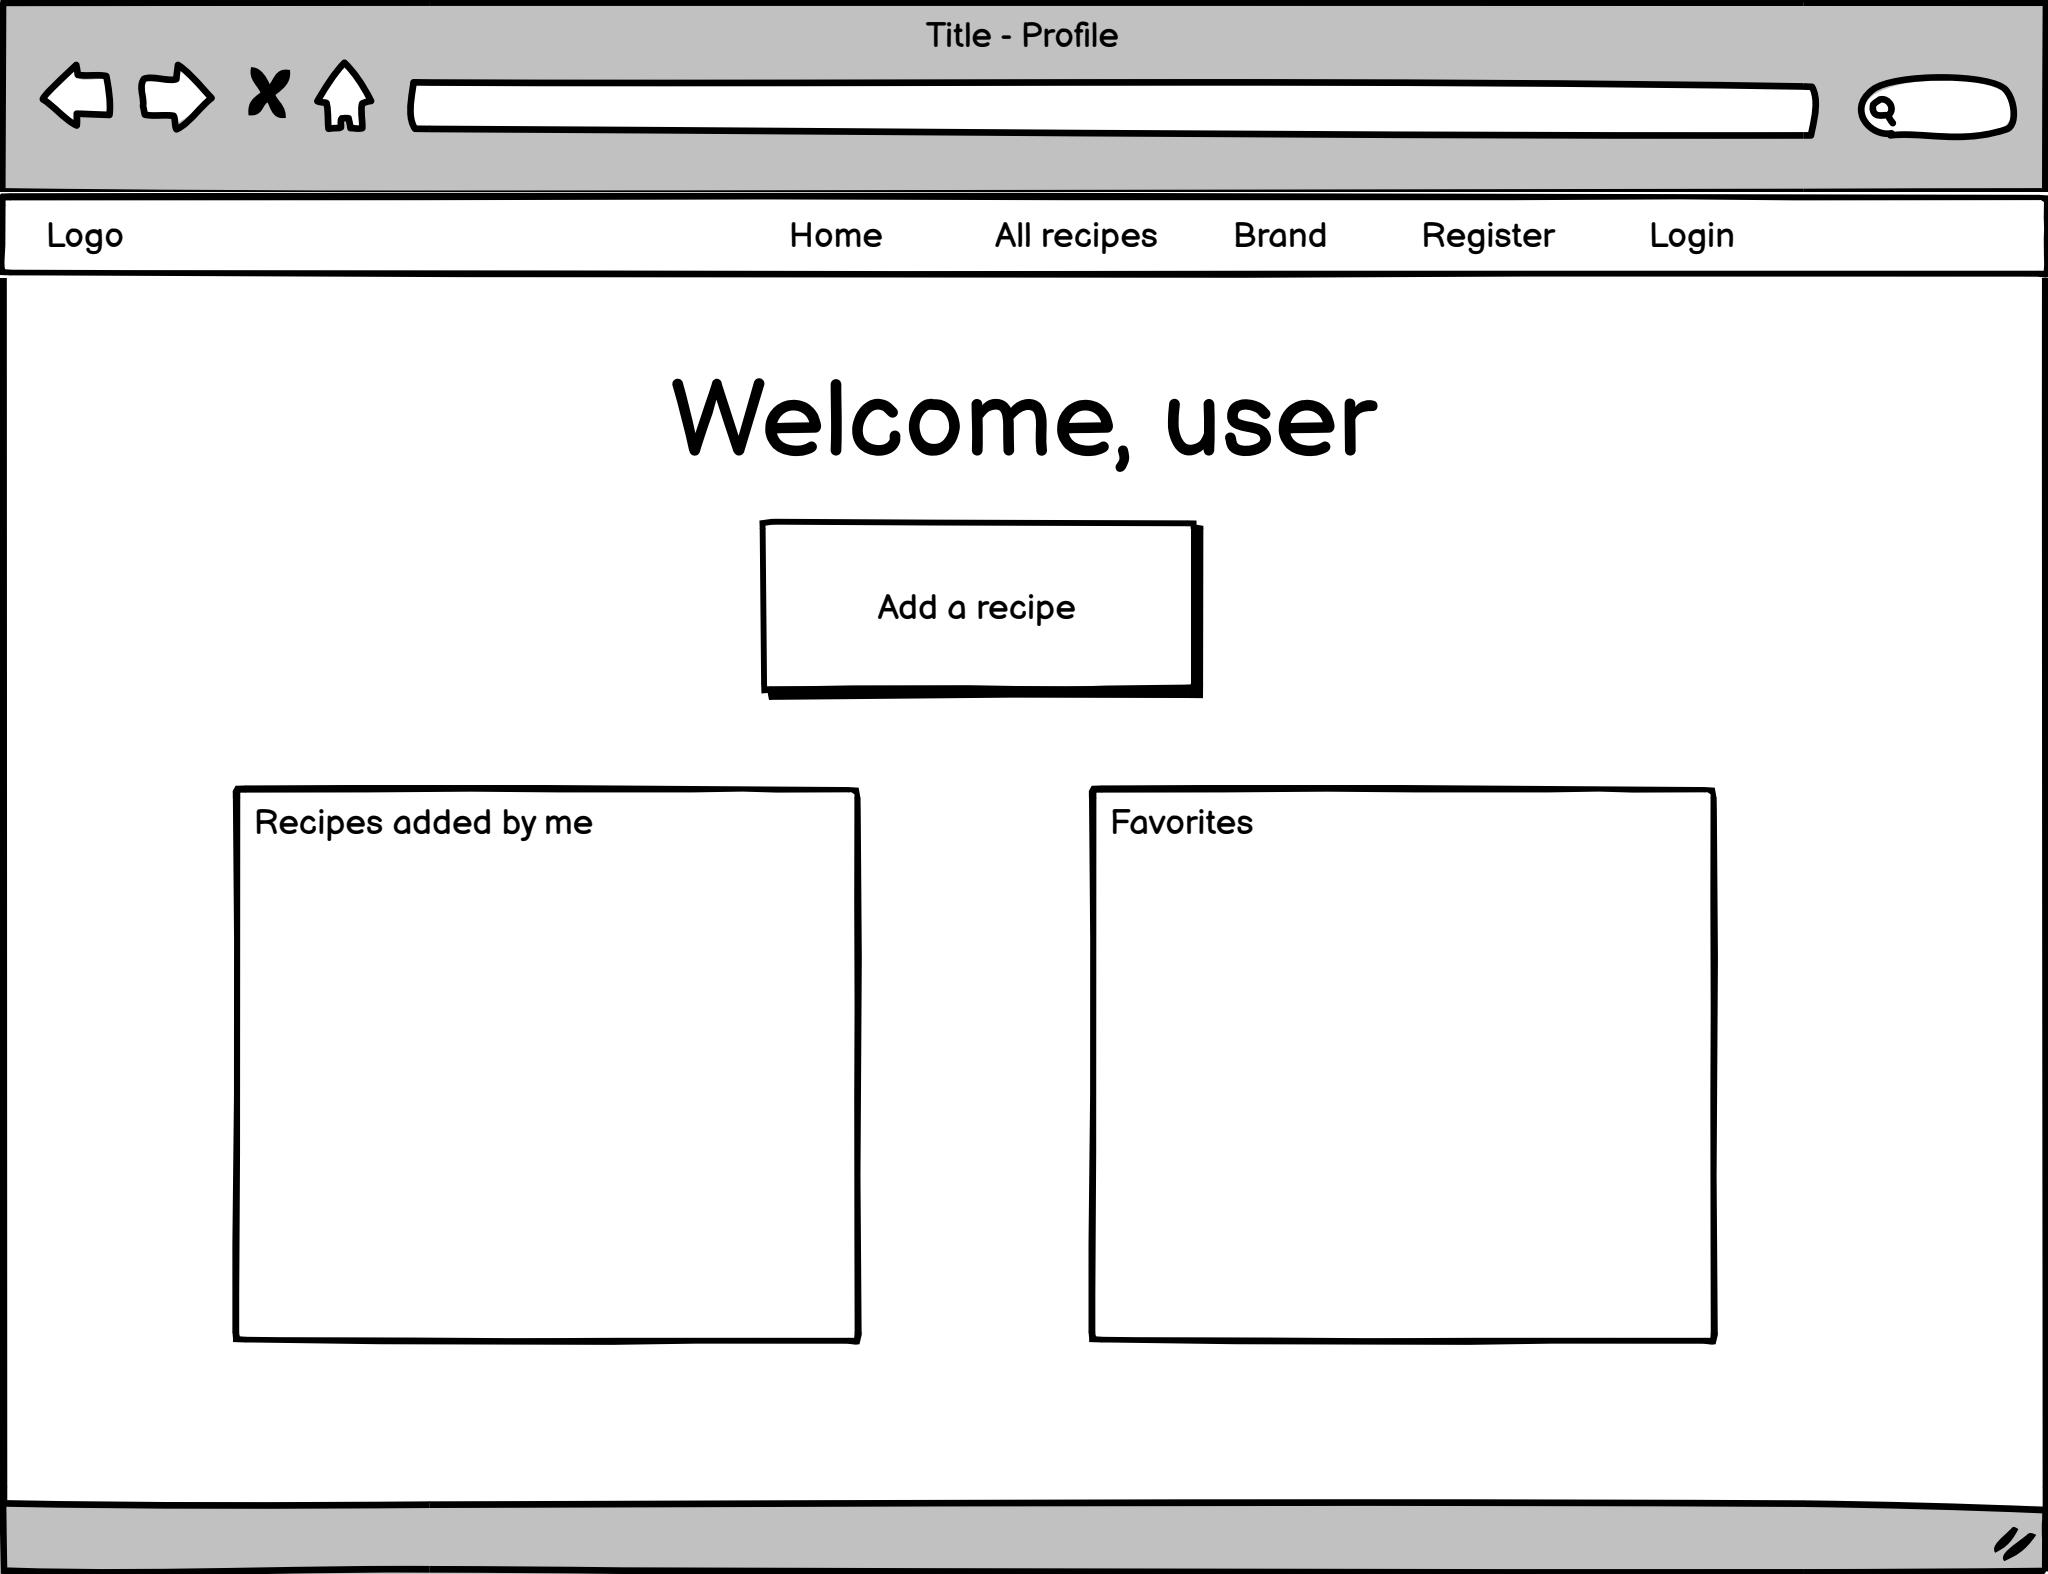 Title - Profile
Logo Home All recipes Brand Register Login
Welcome, user
Add a recipe
Recipes added by me
Favorites